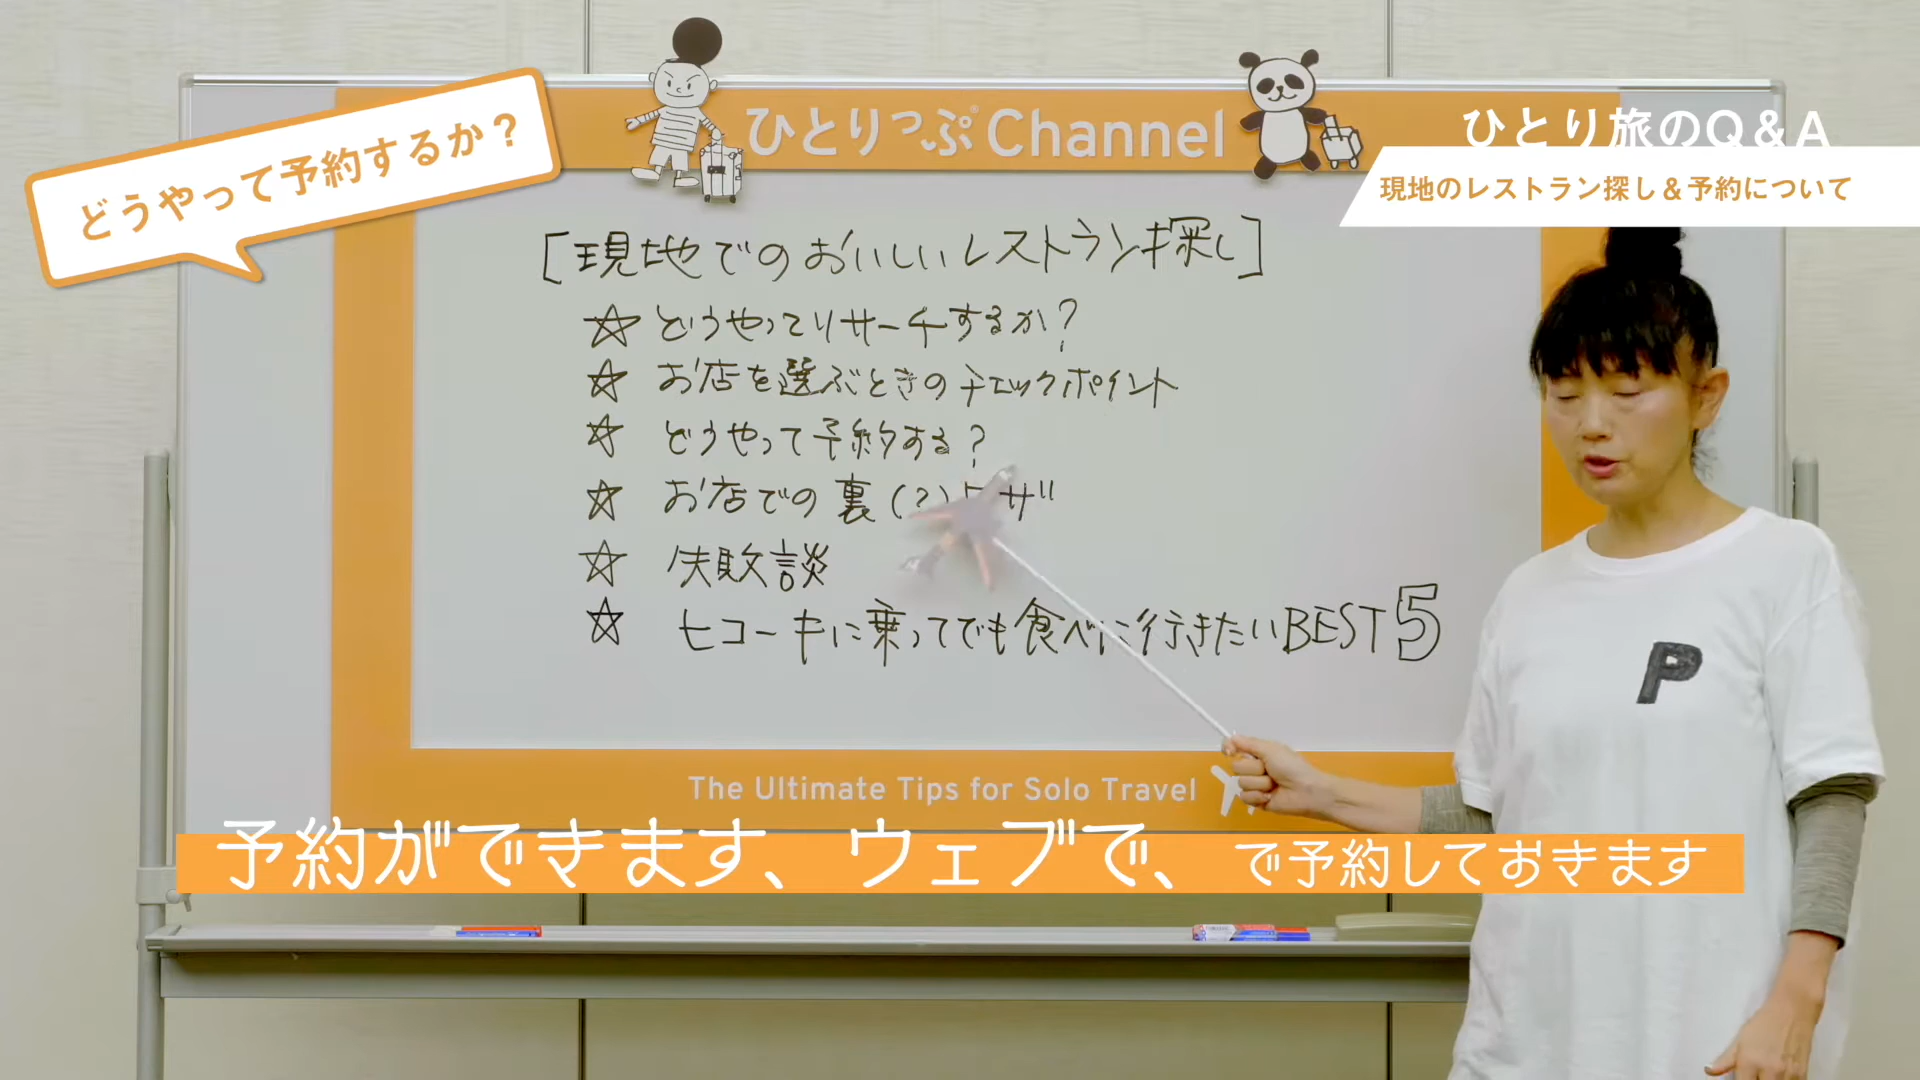 どうやって予約するか？
ひとりっぷ® Channel
ひとり旅のQ＆A
現地のレストラン探し＆予約について
[現地でのおいしいレストラン探し]
☆ どうやってリサーチするか？
☆ お店を選ぶときのチェックポイント
☆ どうやって予約する？
☆ お店での裏(？)ワザ
☆ 失敗談
☆ ヒコーキに乗ってでも食べに行きたいBEST5
P
The Ultimate Tips for Solo Travel
予約ができます、ウェブで、で予約しておきます